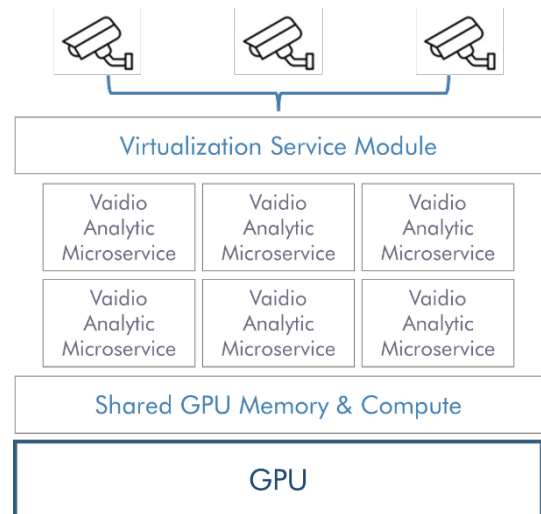 Virtualization Service Module
Vaidio
Analytic
Microservice
Vaidio
Analytic
Microservice
Vaidio
Analytic
Microservice
Vaidio
Analytic
Microservice
Vaidio
Analytic
Microservice
Vaidio
Analytic
Microservice
Shared GPU Memory & Compute
GPU